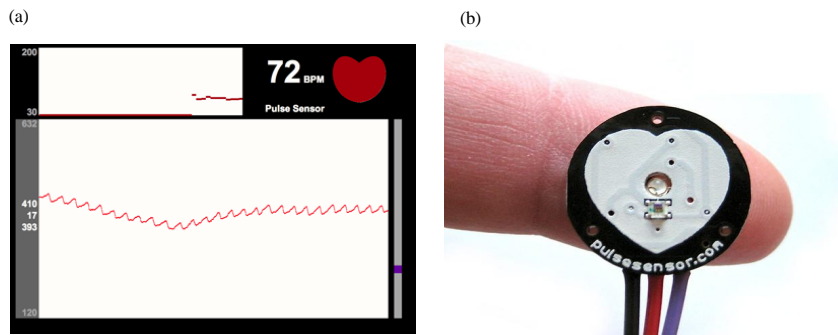 (a)
(b)
200
72 BPM
Pulse Sensor
30
632
410
17
393
120
pulsesensor.com